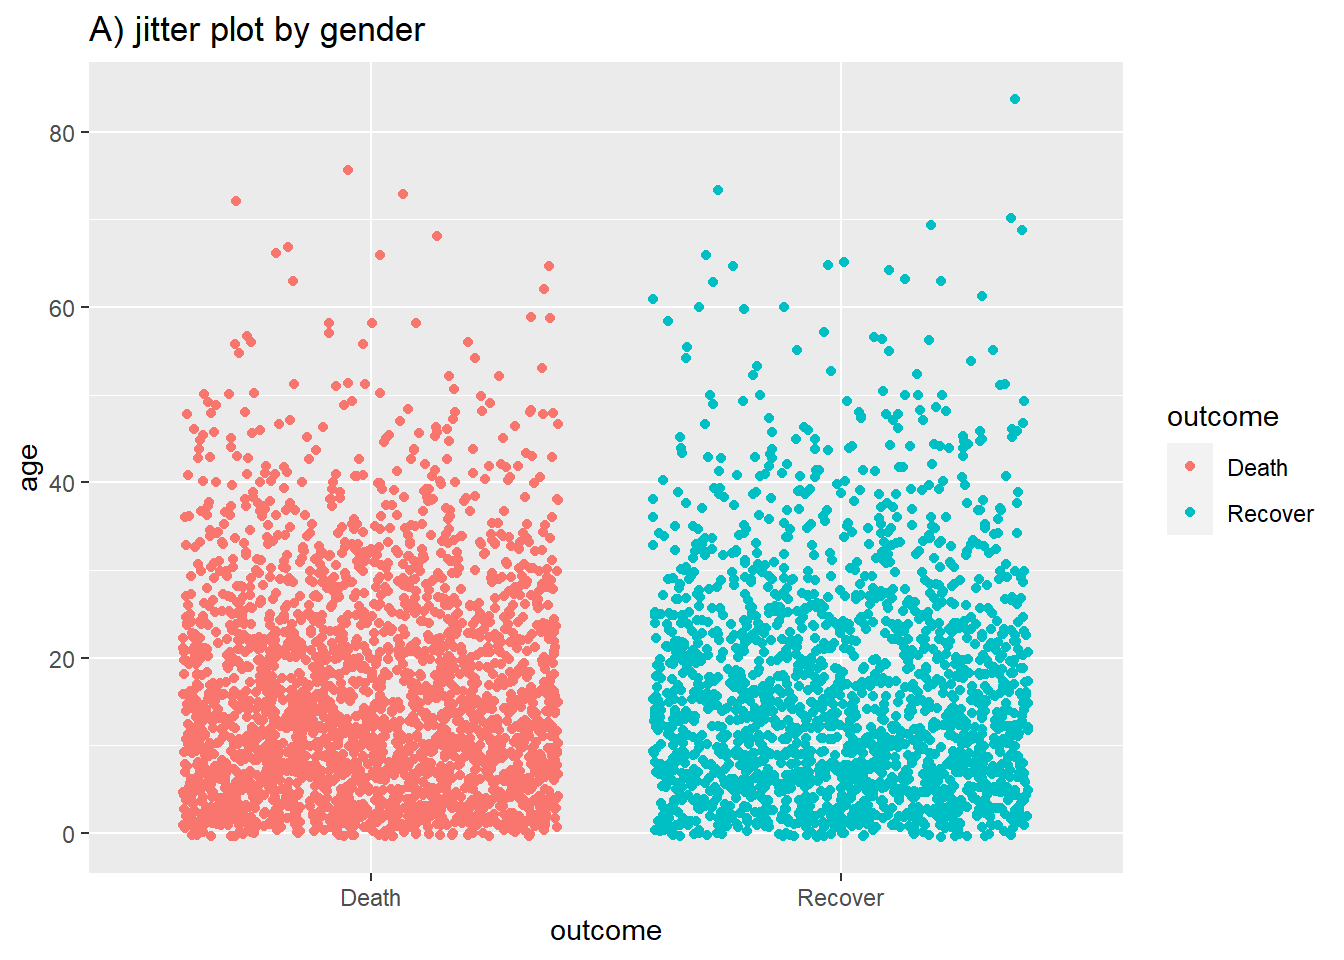 A) jitter plot by gender
80
60
40
20
0
age
Death
Recover
outcome
outcome
Death
Recover